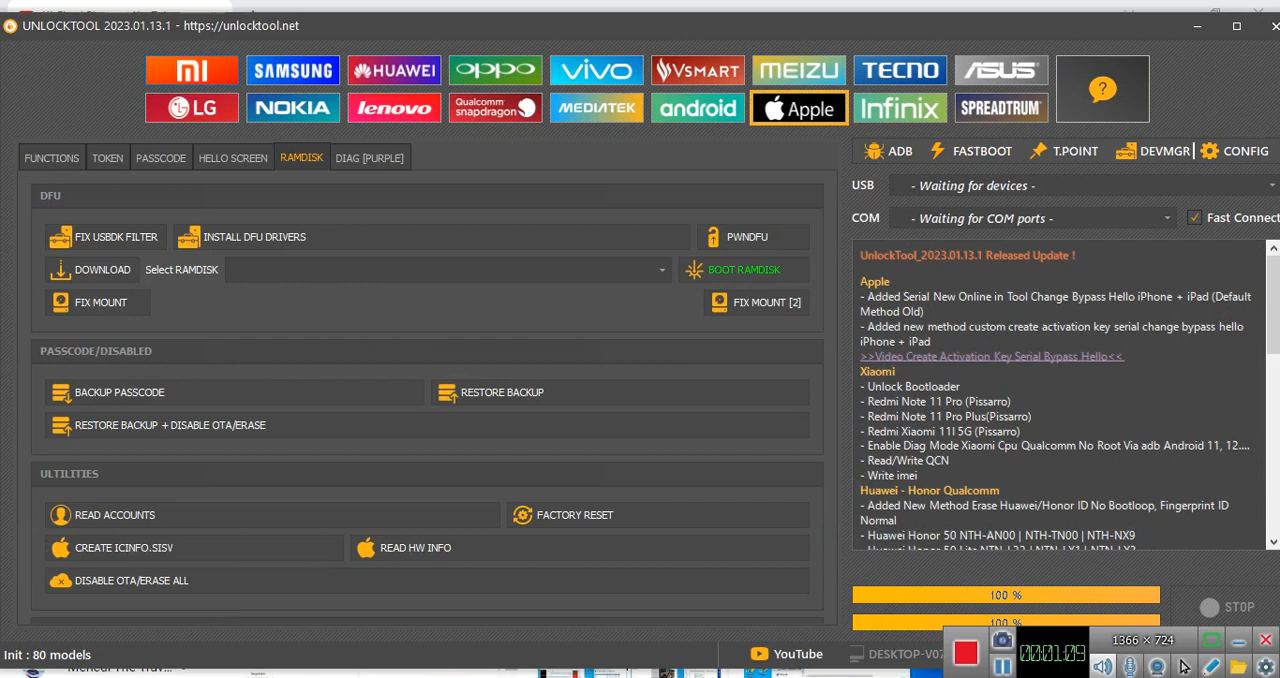 UNLOCKTOOL 2023.01.13.1 - https://unlocktool.net
mi SAMSUNG HUAWEI oppo vivo VSMART MEIZU TECNO ASUS ?
LG NOKIA lenovo Qualcomm snapdragon MEDIATEK android Apple Infinix SPREADTRUM
FUNCTIONS TOKEN PASSCODE HELLO SCREEN RAMDISK DIAG [PURPLE]
DFU
FIX USBDK FILTER INSTALL DFU DRIVERS PWNDFU
DOWNLOAD Select RAMDISK BOOT RAMDISK
FIX MOUNT FIX MOUNT [2]
PASSCODE/DISABLED
BACKUP PASSCODE RESTORE BACKUP
RESTORE BACKUP + DISABLE OTA/ERASE
ULTILITIES
READ ACCOUNTS FACTORY RESET
CREATE ICINFO.SISV READ HW INFO
DISABLE OTA/ERASE ALL
ADB FASTBOOT T.POINT DEVMGR CONFIG
USB - Waiting for devices -
COM - Waiting for COM ports - Fast Connect
UnlockTool_2023.01.13.1 Released Update !
Apple
- Added Serial New Online in Tool Change Bypass Hello iPhone + iPad (Default
Method Old)
- Added new method custom create activation key serial change bypass hello
iPhone + iPad
>>Video Create Activation Key Serial Bypass Hello<<
Xiaomi
- Unlock Bootloader
- Redmi Note 11 Pro (Pissarro)
- Redmi Note 11 Pro Plus(Pissarro)
- Redmi Xiaomi 11I 5G (Pissarro)
- Enable Diag Mode Xiaomi Cpu Qualcomm No Root Via adb Android 11, 12....
- Read/Write QCN
- Write imei
Huawei - Honor Qualcomm
- Added New Method Erase Huawei/Honor ID No Bootloop, Fingerprint ID
Normal
- Huawei Honor 50 NTH-AN00 | NTH-TN00 | NTH-NX9
100 %
100 %
STOP
Init : 80 models YouTube DESKTOP-V07
00:01:09
1366 × 724